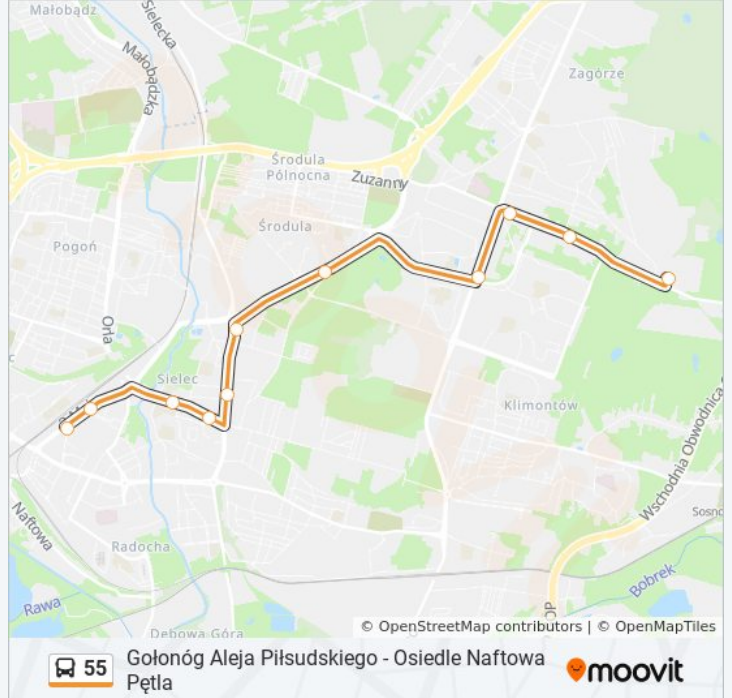 Małobądz
Sielecka
Małobądzka
Zagórze
Środula
Północna
Zuzanny
Środula
Pogoń
Orla
Sielec
Klimontów
Wschodnia Obwodnica
Naftowa
Radocha
Sosno
Bobrek
Rawa
Dębowa Góra
© OpenStreetMap contributors | © OpenMapTiles
55
Gołonóg Aleja Piłsudskiego - Osiedle Naftowa
Pętla
moovit